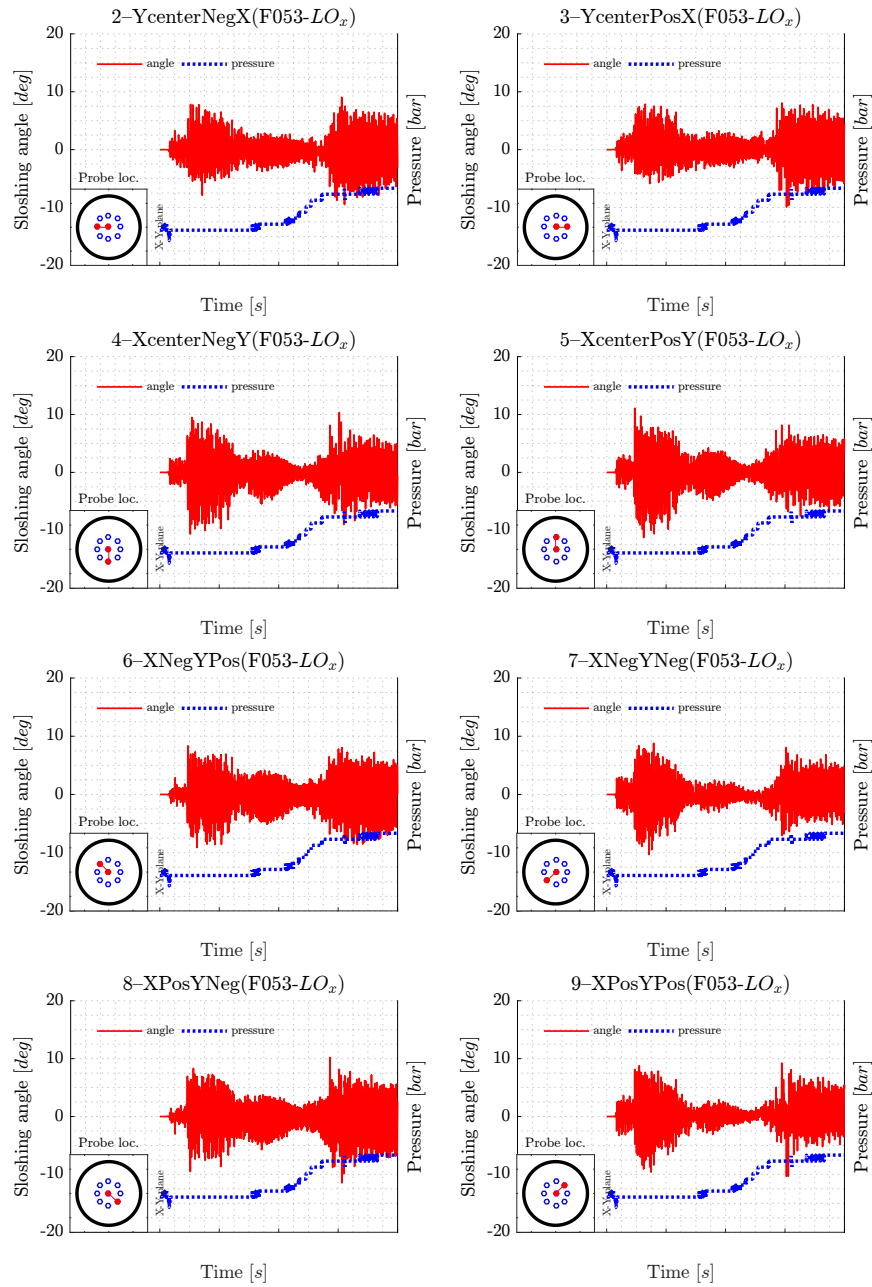 2–YcenterNegX(F053-LOx)
20
10
0
-10
-20
Sloshing angle [deg]
angle
pressure
Probe loc.
X-Y plane
Time [s]
Pressure [bar]
3–YcenterPosX(F053-LOx)
20
10
0
-10
-20
Sloshing angle [deg]
angle
pressure
Probe loc.
X-Y plane
Time [s]
Pressure [bar]
4–XcenterNegY(F053-LOx)
20
10
0
-10
-20
Sloshing angle [deg]
angle
pressure
Probe loc.
X-Y plane
Time [s]
Pressure [bar]
5–XcenterPosY(F053-LOx)
20
10
0
-10
-20
Sloshing angle [deg]
angle
pressure
Probe loc.
X-Y plane
Time [s]
Pressure [bar]
6–XNegYPos(F053-LOx)
20
10
0
-10
-20
Sloshing angle [deg]
angle
pressure
Probe loc.
X-Y plane
Time [s]
Pressure [bar]
7–XNegYNeg(F053-LOx)
20
10
0
-10
-20
Sloshing angle [deg]
angle
pressure
Probe loc.
X-Y plane
Time [s]
Pressure [bar]
8–XPosYNeg(F053-LOx)
20
10
0
-10
-20
Sloshing angle [deg]
angle
pressure
Probe loc.
X-Y plane
Time [s]
Pressure [bar]
9–XPosYPos(F053-LOx)
20
10
0
-10
-20
Sloshing angle [deg]
angle
pressure
Probe loc.
X-Y plane
Time [s]
Pressure [bar]